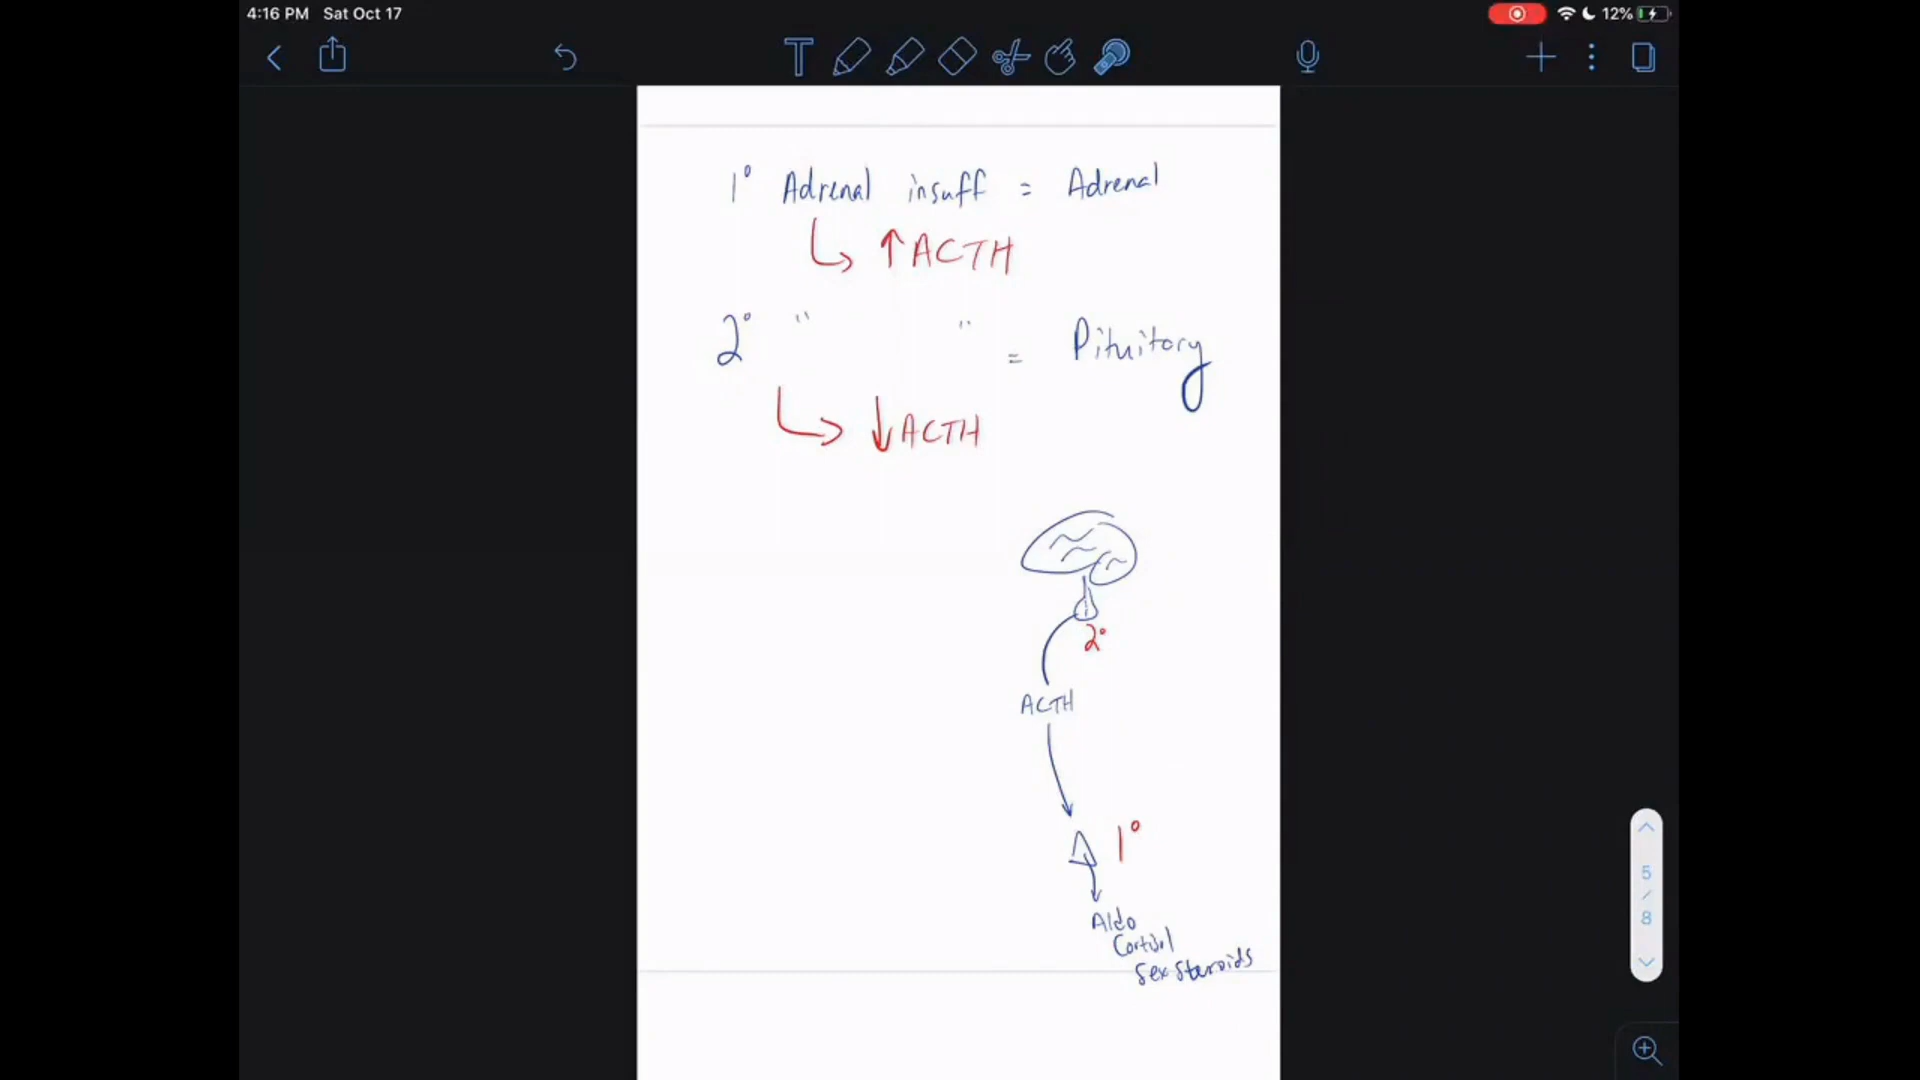 4:16 PM Sat Oct 17
12%
T
1° Adrenal insuff = Adrenal
↑ ACTH
2° " " = Pituitory
↓ ACTH
2°
ACTH
1°
Aldo
Cortisol
Sex Steroids
5
/
8